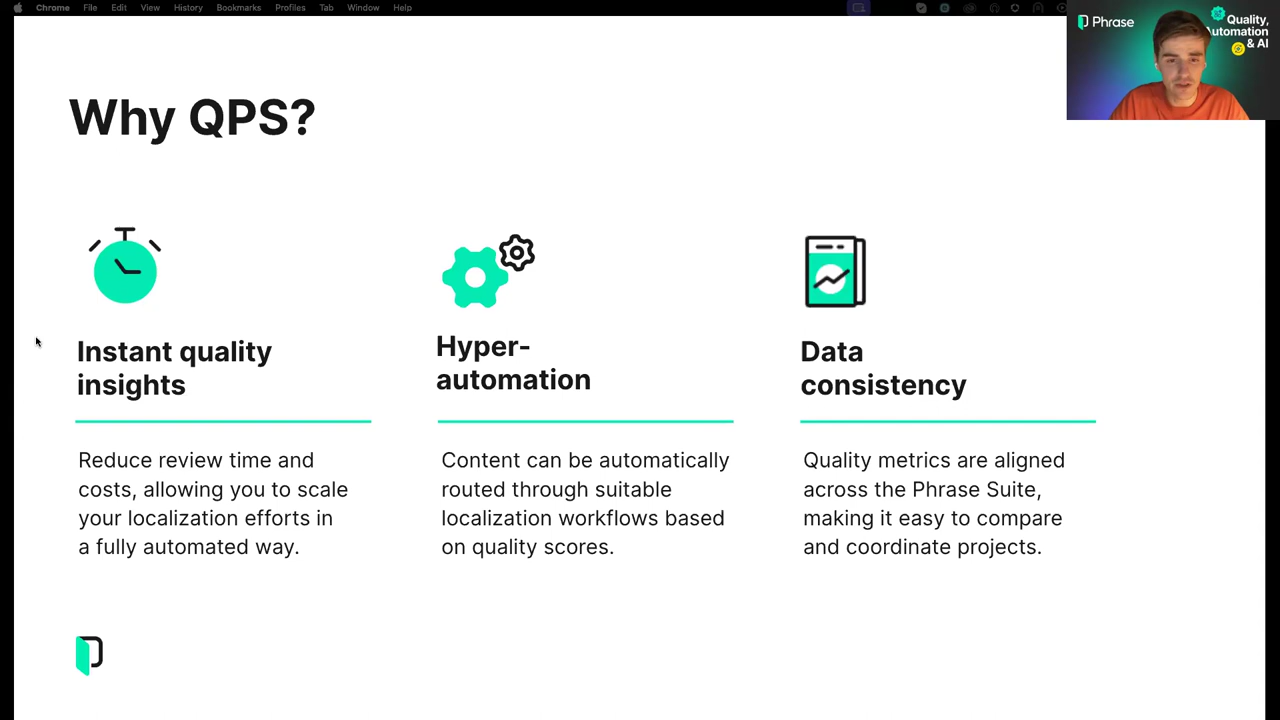 Chrome File Edit View History Bookmarks Profiles Tab Window Help
Phrase
Quality,
Automation
& AI
Why QPS?
Instant quality
insights
Reduce review time and
costs, allowing you to scale
your localization efforts in
a fully automated way.
Hyper-
automation
Content can be automatically
routed through suitable
localization workflows based
on quality scores.
Data
consistency
Quality metrics are aligned
across the Phrase Suite,
making it easy to compare
and coordinate projects.